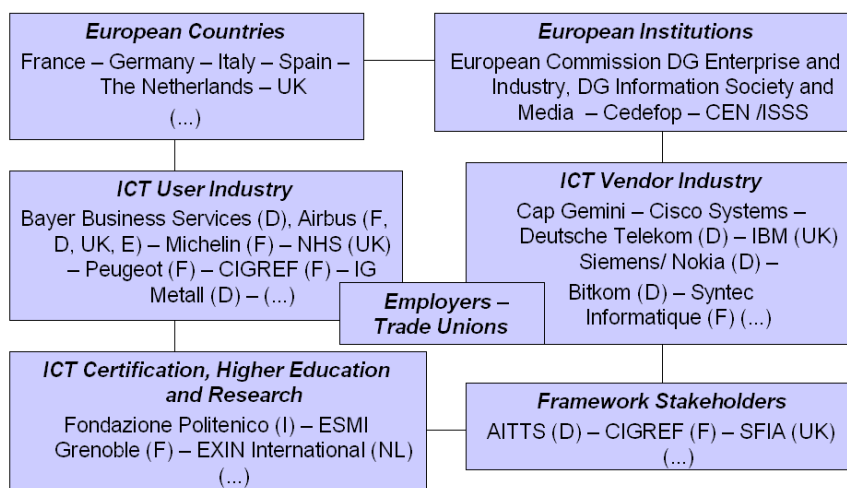 European Countries
France – Germany – Italy – Spain –
The Netherlands – UK
(...)
European Institutions
European Commission DG Enterprise and
Industry, DG Information Society and
Media – Cedefop – CEN /ISSS
ICT User Industry
Bayer Business Services (D), Airbus (F,
D, UK, E) – Michelin (F) – NHS (UK)
– Peugeot (F) – CIGREF (F) – IG
Metall (D) – (...)
ICT Vendor Industry
Cap Gemini – Cisco Systems –
Deutsche Telekom (D) – IBM (UK)
Siemens/ Nokia (D) –
Bitkom (D) – Syntec
Informatique (F) (...)
Employers –
Trade Unions
ICT Certification, Higher Education
and Research
Fondazione Politenico (I) – ESMI
Grenoble (F) – EXIN International (NL)
(...)
Framework Stakeholders
AITTS (D) – CIGREF (F) – SFIA (UK)
(...)